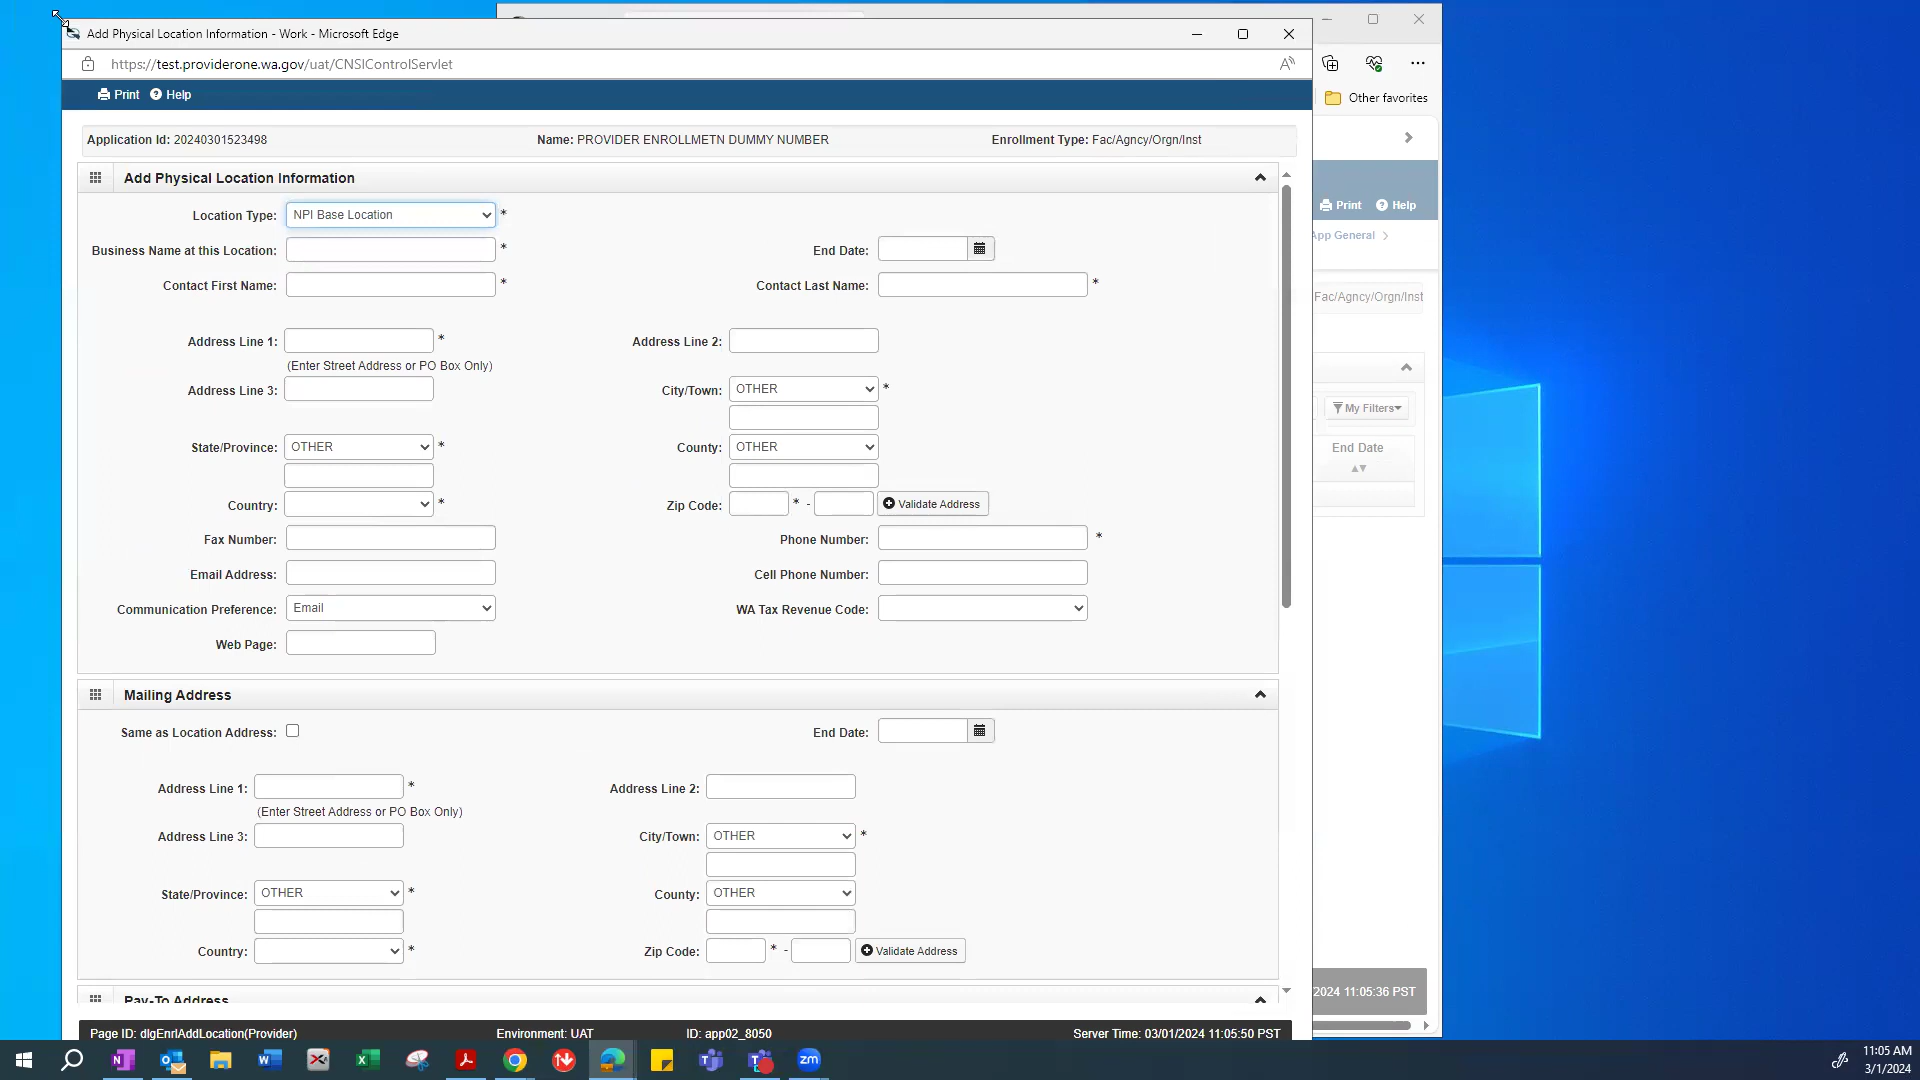 Add Physical Location Information - Work - Microsoft Edge
https://test.providerone.wa.gov/uat/CNSIControlServlet
Other favorites
Print Help
Application Id: 20240301523498 Name: PROVIDER ENROLLMETN DUMMY NUMBER Enrollment Type: Fac/Agncy/Orgn/Inst
Add Physical Location Information
Print Help
Location Type: NPI Base Location *
App General
Business Name at this Location: * End Date:
Contact First Name: * Contact Last Name: *
Fac/Agncy/Orgn/Inst
Address Line 1: * Address Line 2:
(Enter Street Address or PO Box Only)
Address Line 3: City/Town: OTHER *
My Filters
State/Province: OTHER * County: OTHER
End Date
Country: * Zip Code: * - Validate Address
Fax Number: Phone Number: *
Email Address: Cell Phone Number:
Communication Preference: Email WA Tax Revenue Code:
Web Page:
Mailing Address
Same as Location Address: End Date:
Address Line 1: * Address Line 2:
(Enter Street Address or PO Box Only)
Address Line 3: City/Town: OTHER *
State/Province: OTHER * County: OTHER
Country: * Zip Code: * - Validate Address
Pay-To Address
2024 11:05:36 PST
Page ID: dlgEnrlAddLocation(Provider) Environment: UAT ID: app02_8050 Server Time: 03/01/2024 11:05:50 PST
zm
11:05 AM
3/1/2024